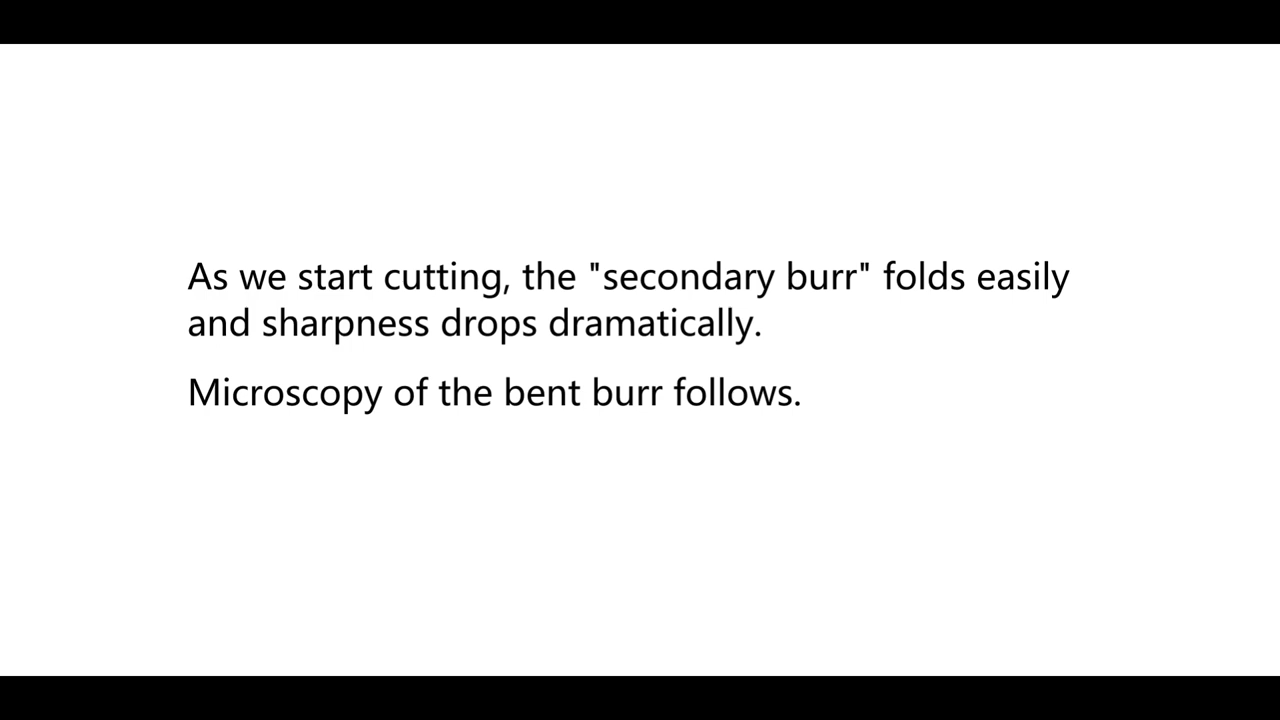 As we start cutting, the "secondary burr" folds easily
and sharpness drops dramatically.
Microscopy of the bent burr follows.